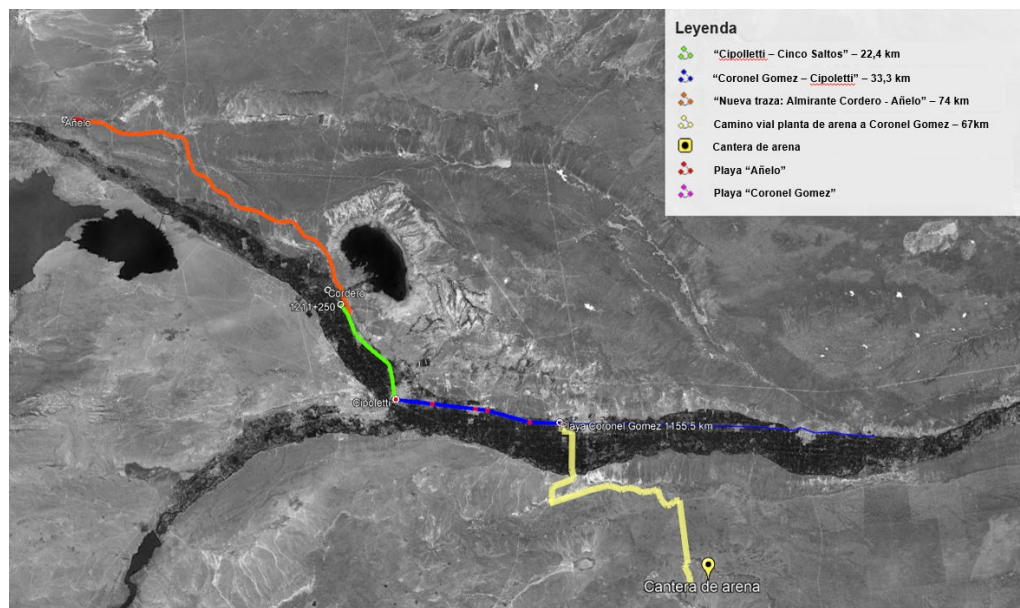 Leyenda
“Cipolletti – Cinco Saltos” – 22,4 km
“Coronel Gomez – Cipoletti” – 33,3 km
“Nueva traza: Almirante Cordero - Añelo” – 74 km
Camino vial planta de arena a Coronel Gomez – 67km
Cantera de arena
Playa “Añelo”
Playa “Coronel Gomez”
Añelo
Cordero
1211+250
Cipoletti
Playa Coronel Gomez 1155.5 km
Cantera de arena